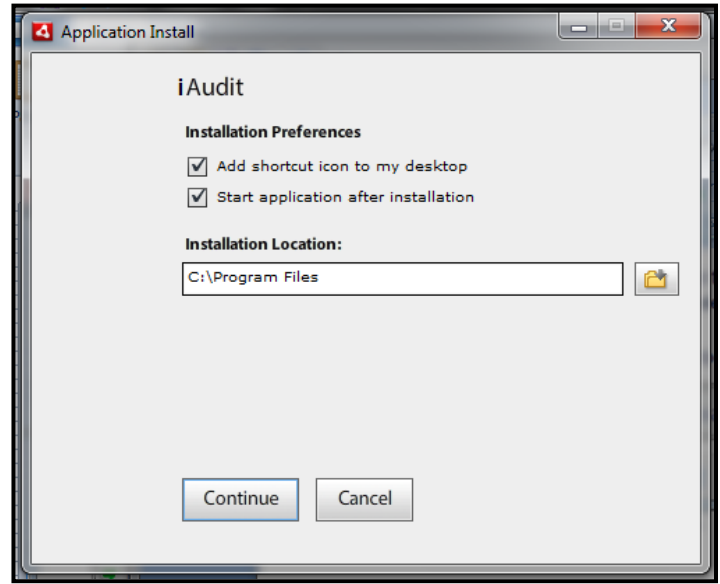 Application Install
iAudit
Installation Preferences
Add shortcut icon to my desktop
Start application after installation
Installation Location:
C:\Program Files
Continue
Cancel